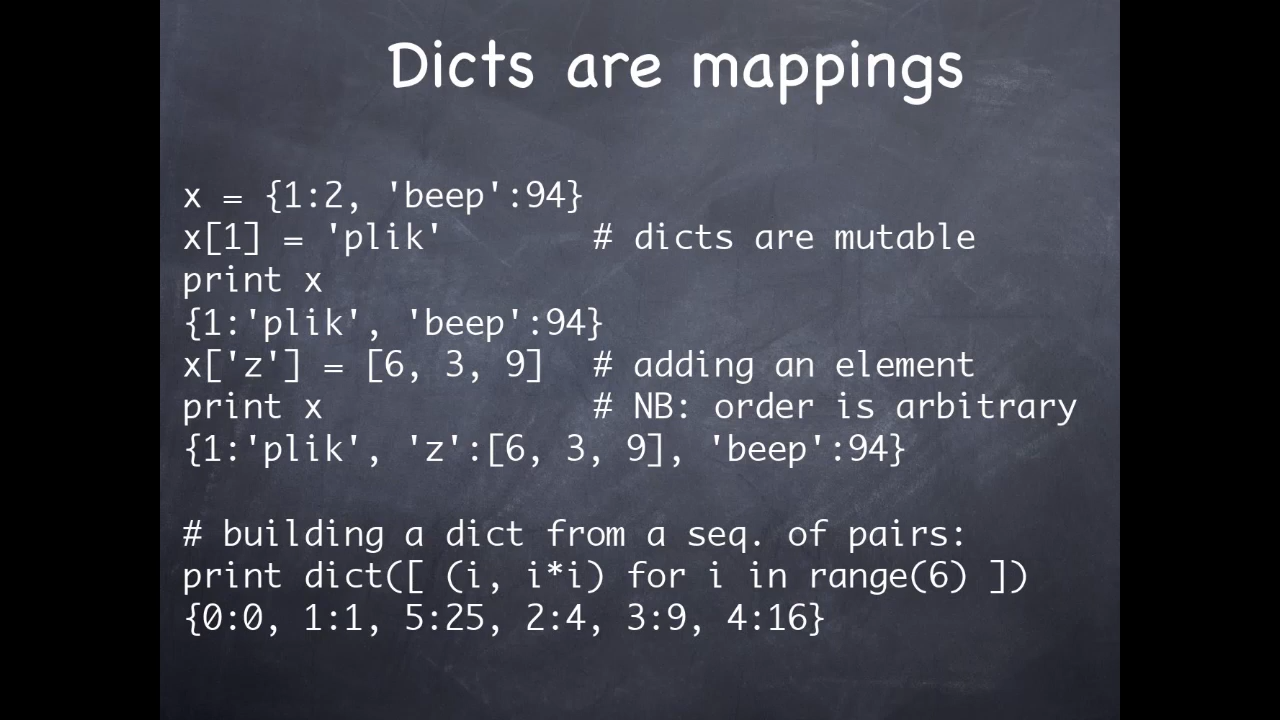 Dicts are mappings
x = {1:2, 'beep':94}
x[1] = 'plik' # dicts are mutable
print x
{1:'plik', 'beep':94}
x['z'] = [6, 3, 9] # adding an element
print x # NB: order is arbitrary
{1:'plik', 'z':[6, 3, 9], 'beep':94}
# building a dict from a seq. of pairs:
print dict([ (i, i*i) for i in range(6) ])
{0:0, 1:1, 5:25, 2:4, 3:9, 4:16}